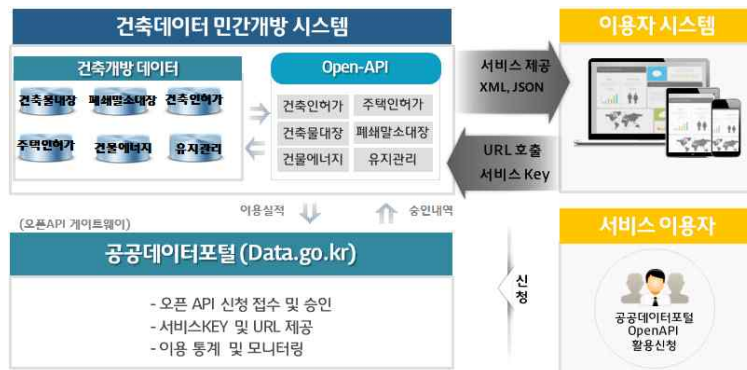 건축데이터 민간개방 시스템
이용자 시스템
건축개방 데이터
Open-API
건축물대장
폐쇄말소대장
건축인허가
주택인허가
건물에너지
유지관리
건축인허가
주택인허가
건축물대장
폐쇄말소대장
건물에너지
유지관리
서비스 제공
XML, JSON
URL 호출
서비스 Key
이용실적
승인내역
(오픈API 게이트웨이)
공공데이터포털 (Data.go.kr)
- 오픈 API 신청 접수 및 승인
- 서비스KEY 및 URL 제공
- 이용 통계 및 모니터링
신
청
서비스 이용자
공공데이터포털
OpenAPI
활용신청